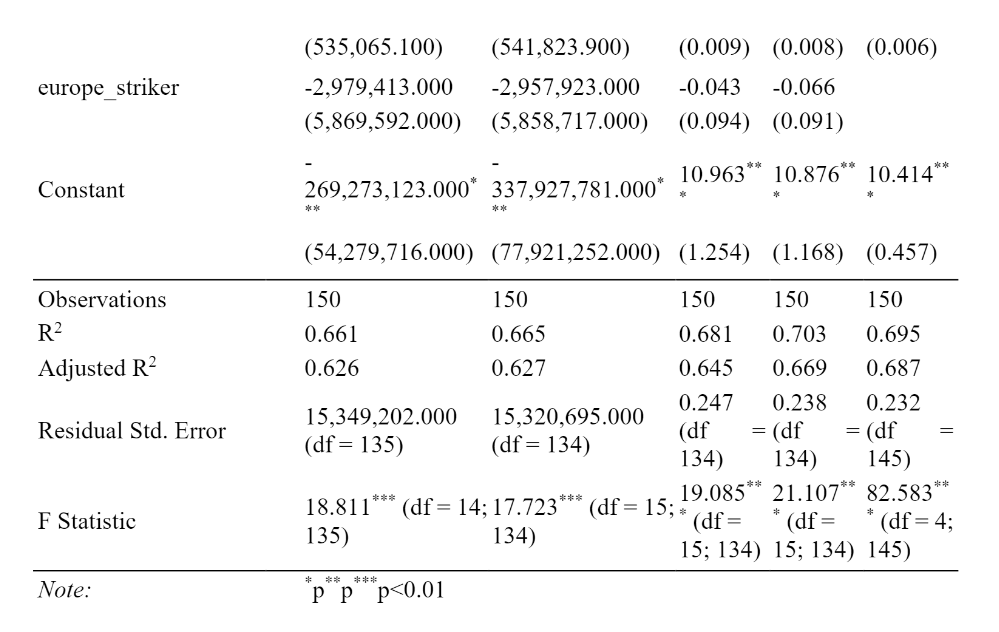 (535,065.100) (541,823.900) (0.009) (0.008) (0.006)
europe_striker -2,979,413.000 -2,957,923.000 -0.043 -0.066
(5,869,592.000) (5,858,717.000) (0.094) (0.091)
Constant -269,273,123.000*** -337,927,781.000*** 10.963*** 10.876*** 10.414***
(54,279,716.000) (77,921,252.000) (1.254) (1.168) (0.457)
Observations 150 150 150 150 150
R² 0.661 0.665 0.681 0.703 0.695
Adjusted R² 0.626 0.627 0.645 0.669 0.687
Residual Std. Error 15,349,202.000 (df = 135) 15,320,695.000 (df = 134) 0.247 (df = 134) 0.238 (df = 134) 0.232 (df = 145)
F Statistic 18.811*** (df = 14; 135) 17.723*** (df = 15; 134) 19.085*** (df = 15; 134) 21.107*** (df = 15; 134) 82.583*** (df = 4; 145)
Note: *p**p***p<0.01